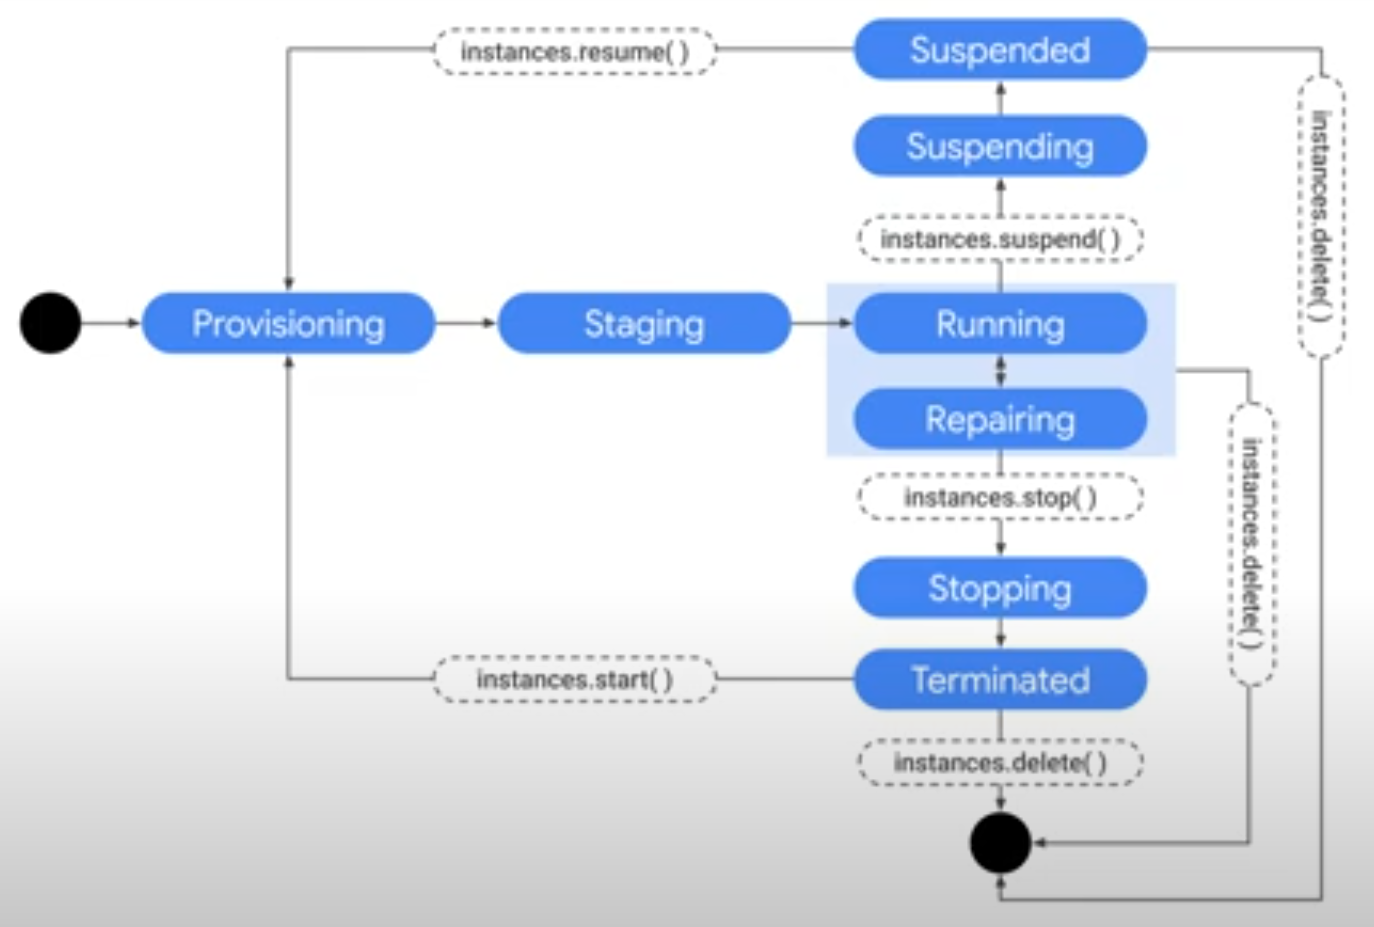 instances.resume( )
Suspended
Suspending
instances.suspend( )
instances.delete( )
Provisioning
Staging
Running
Repairing
instances.stop( )
instances.delete( )
Stopping
instances.start( )
Terminated
instances.delete( )